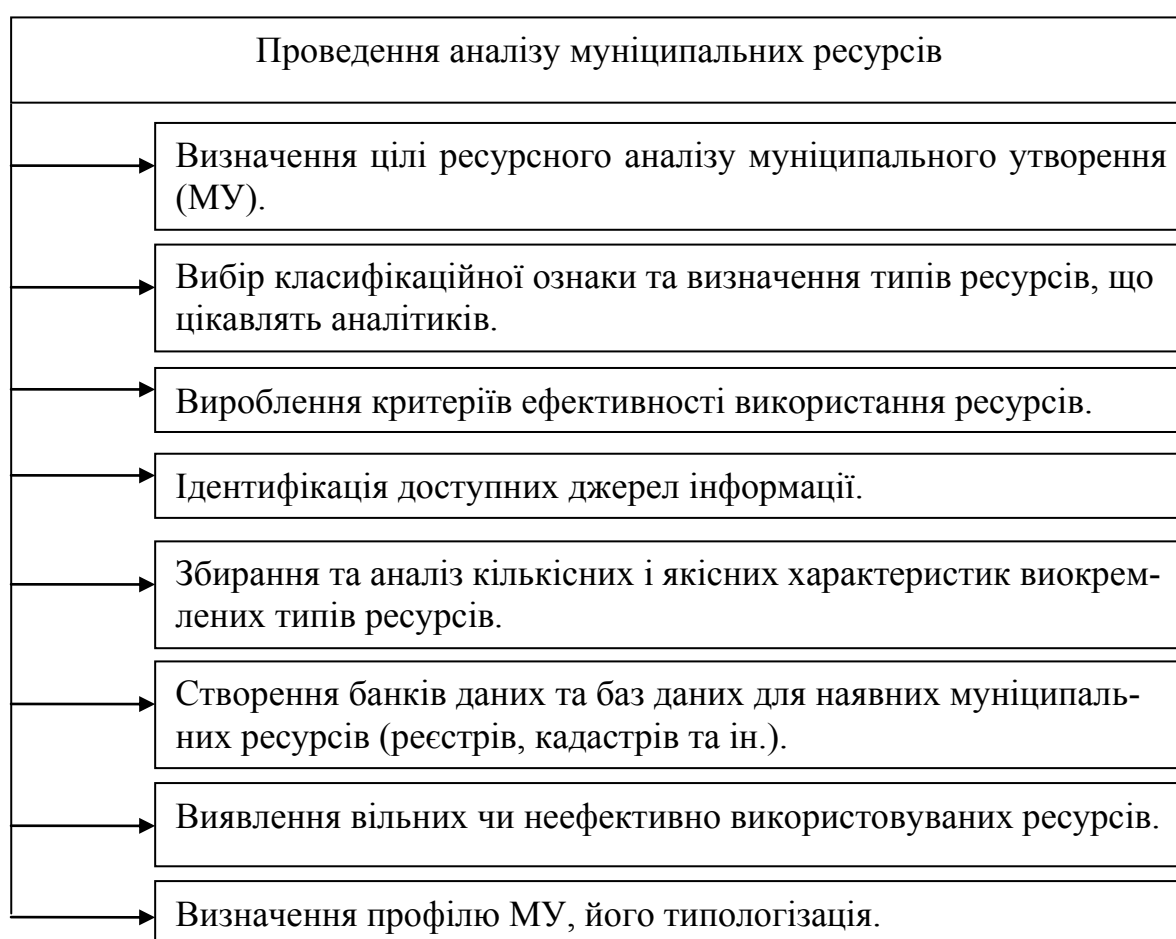 Проведення аналізу муніципальних ресурсів
Визначення цілі ресурсного аналізу муніципального утворення
(МУ).
Вибір класифікаційної ознаки та визначення типів ресурсів, що
цікавлять аналітиків.
Вироблення критеріїв ефективності використання ресурсів.
Ідентифікація доступних джерел інформації.
Збирання та аналіз кількісних і якісних характеристик виокрем-
лених типів ресурсів.
Створення банків даних та баз даних для наявних муніципаль-
них ресурсів (реєстрів, кадастрів та ін.).
Виявлення вільних чи неефективно використовуваних ресурсів.
Визначення профілю МУ, його типологізація.